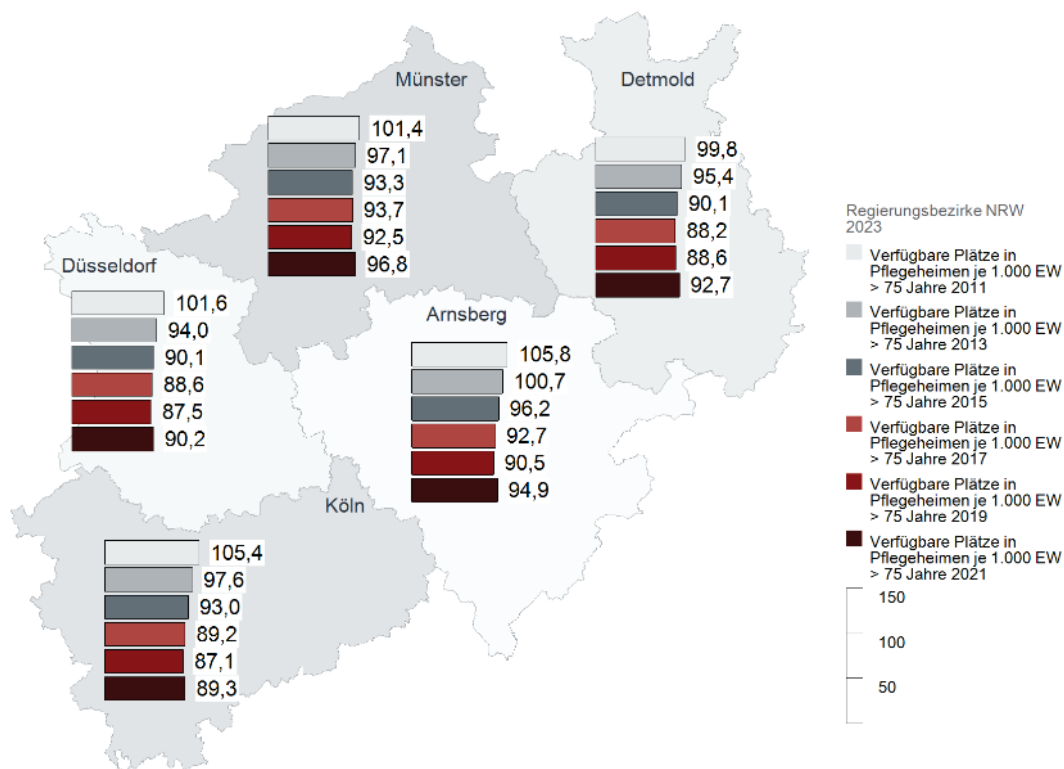 Münster
101,4
97,1
93,3
93,7
92,5
96,8
Detmold
99,8
95,4
90,1
88,2
88,6
92,7
Düsseldorf
101,6
94,0
90,1
88,6
87,5
90,2
Arnsberg
105,8
100,7
96,2
92,7
90,5
94,9
Köln
105,4
97,6
93,0
89,2
87,1
89,3
Regierungsbezirke NRW
2023
Verfügbare Plätze in
Pflegeheimen je 1.000 EW
> 75 Jahre 2011
Verfügbare Plätze in
Pflegeheimen je 1.000 EW
> 75 Jahre 2013
Verfügbare Plätze in
Pflegeheimen je 1.000 EW
> 75 Jahre 2015
Verfügbare Plätze in
Pflegeheimen je 1.000 EW
> 75 Jahre 2017
Verfügbare Plätze in
Pflegeheimen je 1.000 EW
> 75 Jahre 2019
Verfügbare Plätze in
Pflegeheimen je 1.000 EW
> 75 Jahre 2021
150
100
50